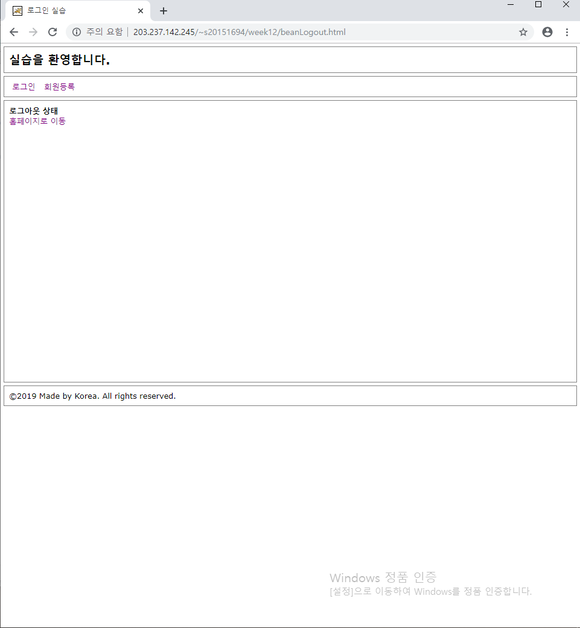 로그인 실습
주의 요함 203.237.142.245/~s20151694/week12/beanLogout.html
실습을 환영합니다.
로그인 회원등록
로그아웃 상태
홈페이지로 이동
©2019 Made by Korea. All rights reserved.
Windows 정품 인증
[설정]으로 이동하여 Windows를 정품 인증합니다.